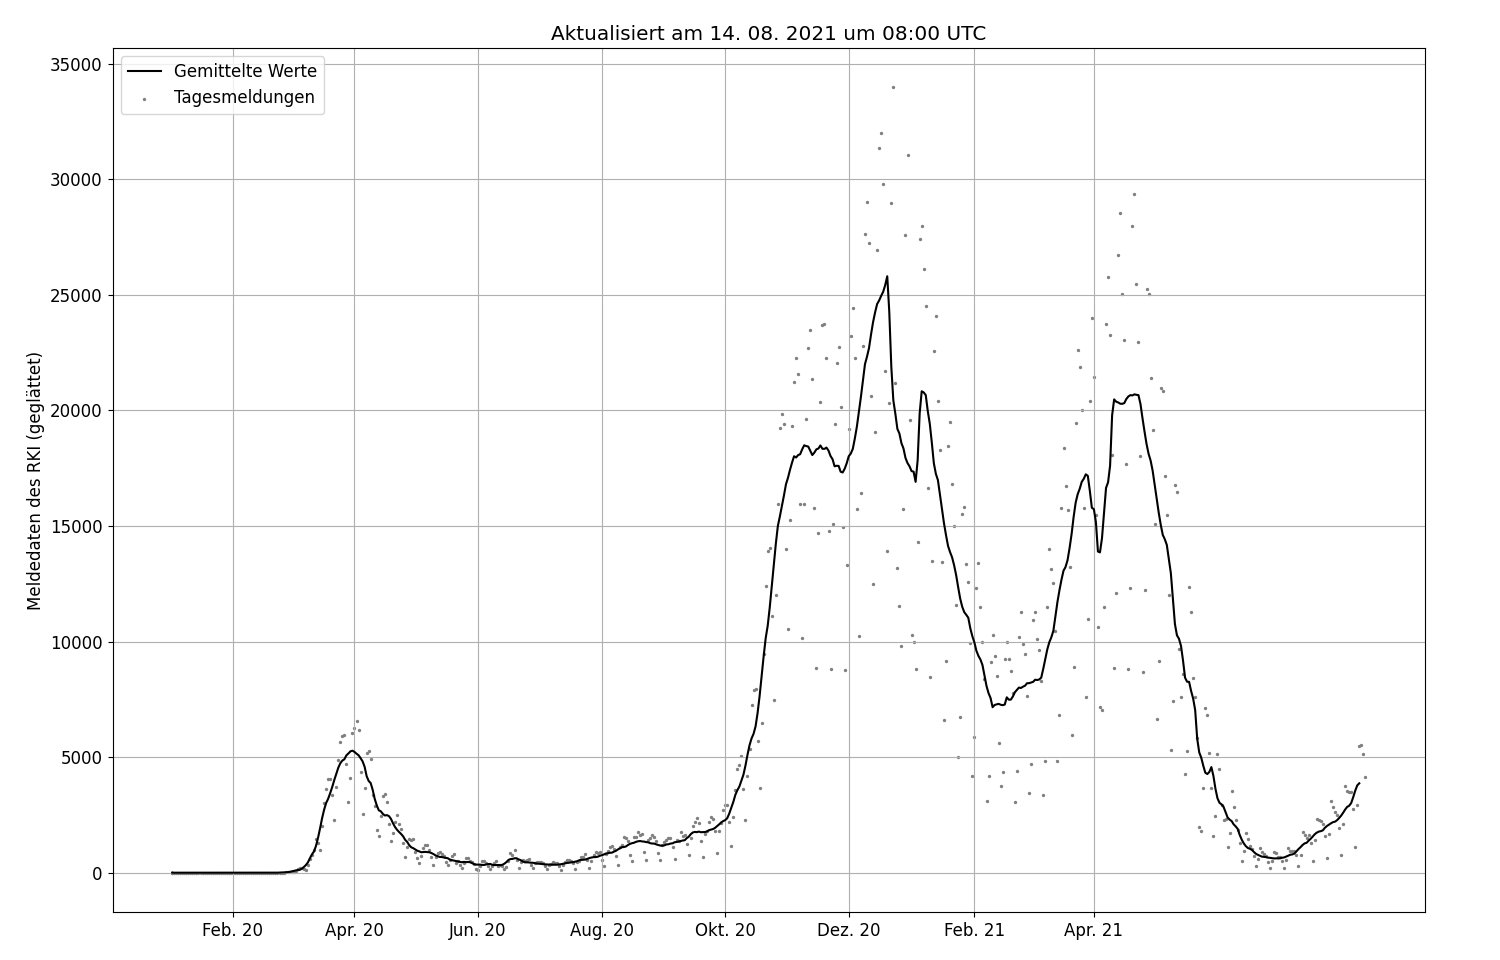 Aktualisiert am 14. 08. 2021 um 08:00 UTC
Gemittelte Werte
Tagesmeldungen
Meldedaten des RKI (geglättet)
35000
30000
25000
20000
15000
10000
5000
0
Feb. 20 Apr. 20 Jun. 20 Aug. 20 Okt. 20 Dez. 20 Feb. 21 Apr. 21